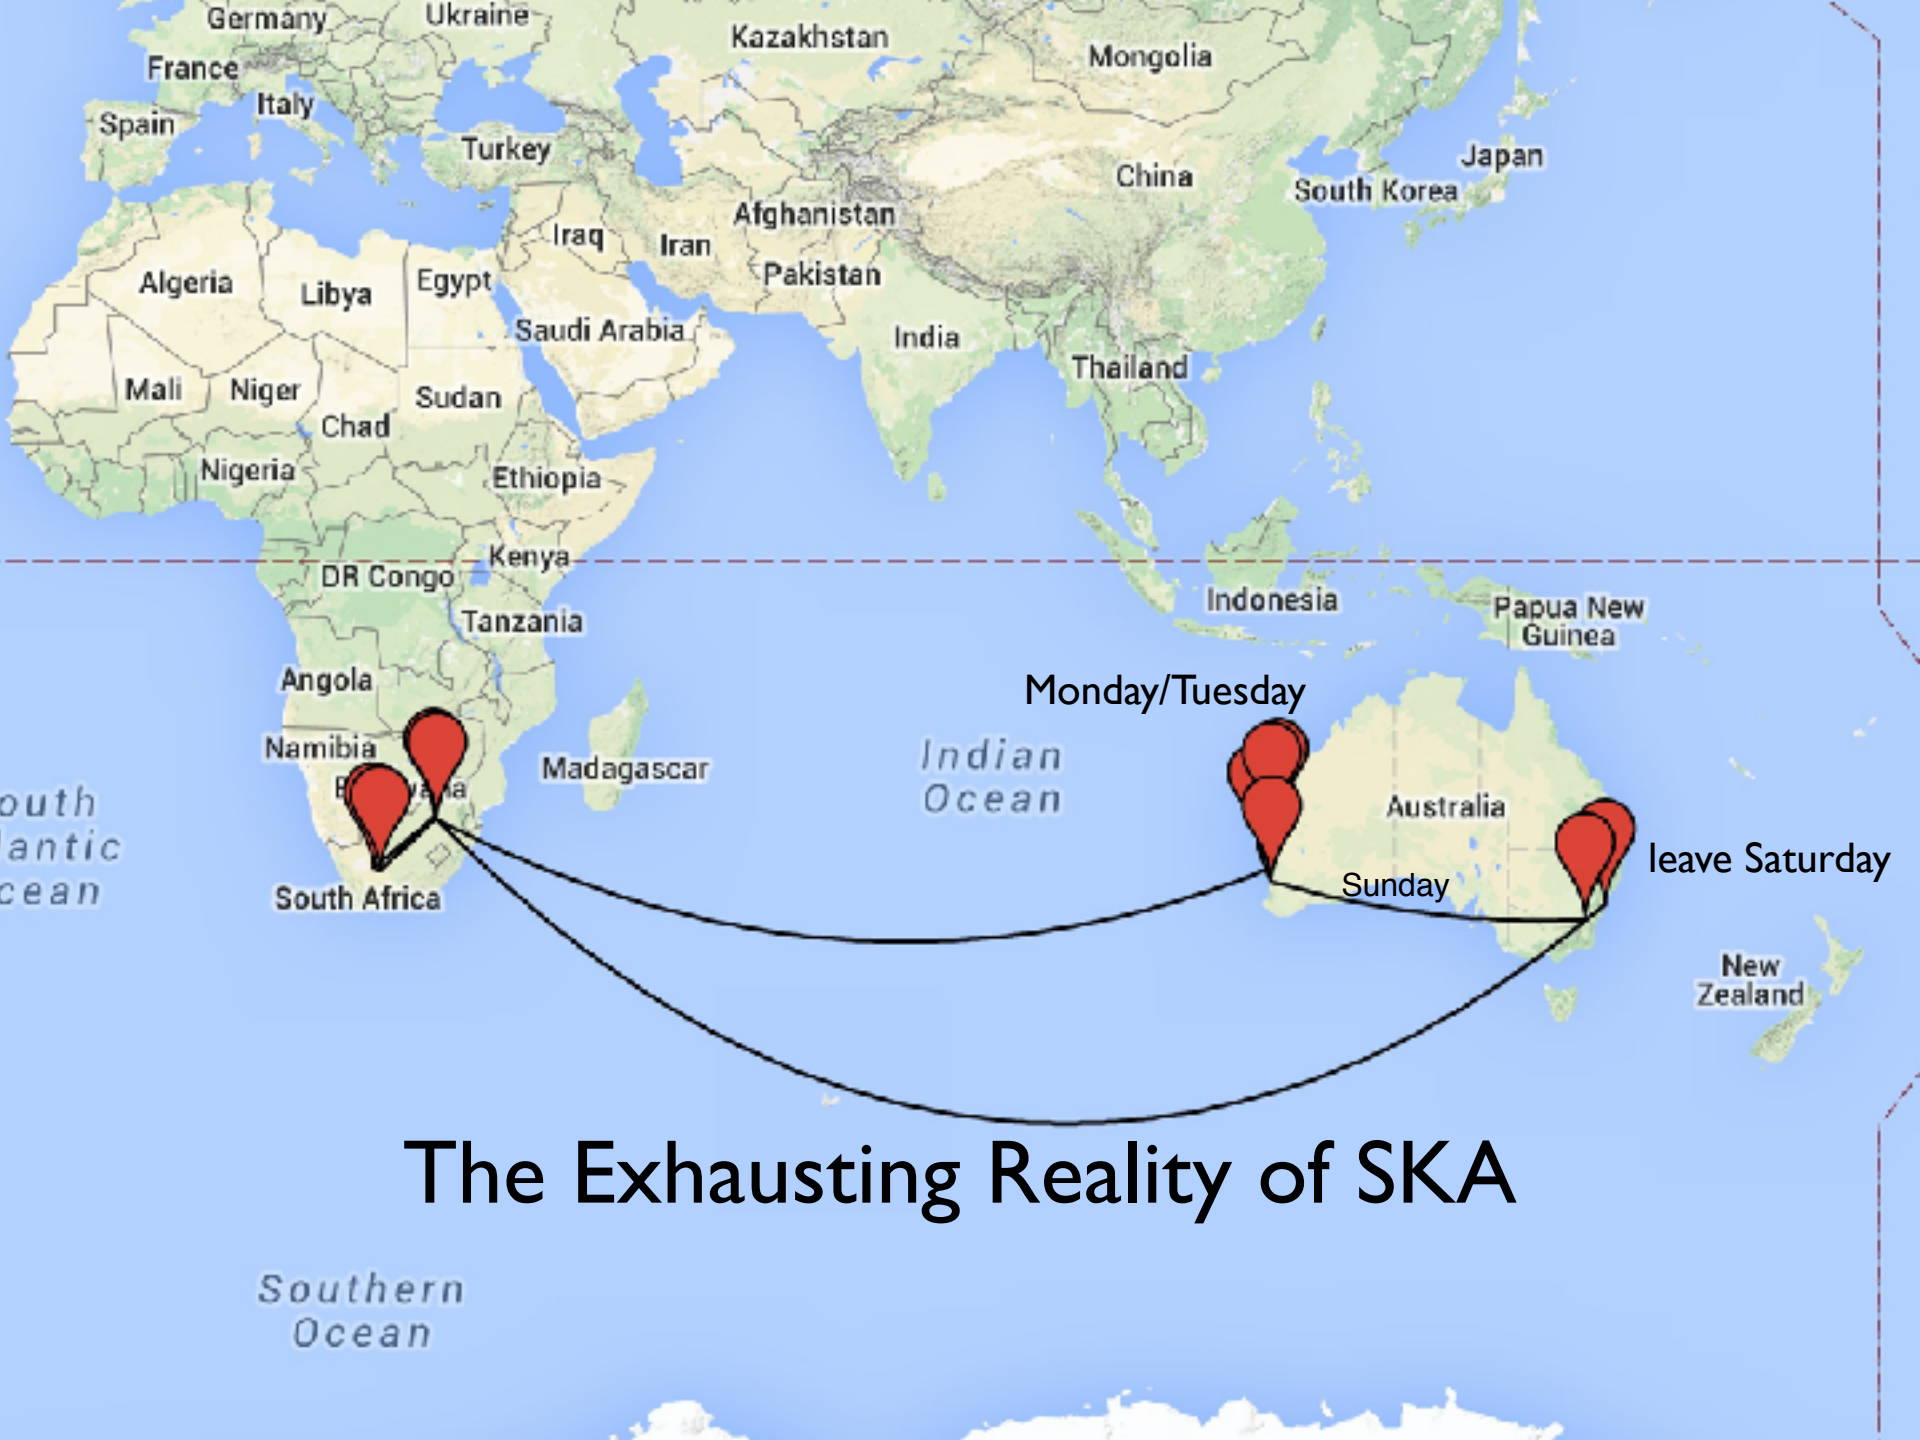 Germany
Ukraine
Kazakhstan
Mongolia
France
Italy
Spain
Turkey
Japan
China
South Korea
Afghanistan
Iraq
Iran
Pakistan
Algeria
Libya
Egypt
Saudi Arabia
India
Thailand
Mali
Niger
Sudan
Chad
Nigeria
Ethiopia
Kenya
DR Congo
Indonesia
Papua New
Guinea
Tanzania
Angola
Monday/Tuesday
Namibia
Madagascar
Indian
Ocean
Australia
outh
lantic
cean
leave Saturday
Sunday
South Africa
New
Zealand
The Exhausting Reality of SKA
Southern
Ocean